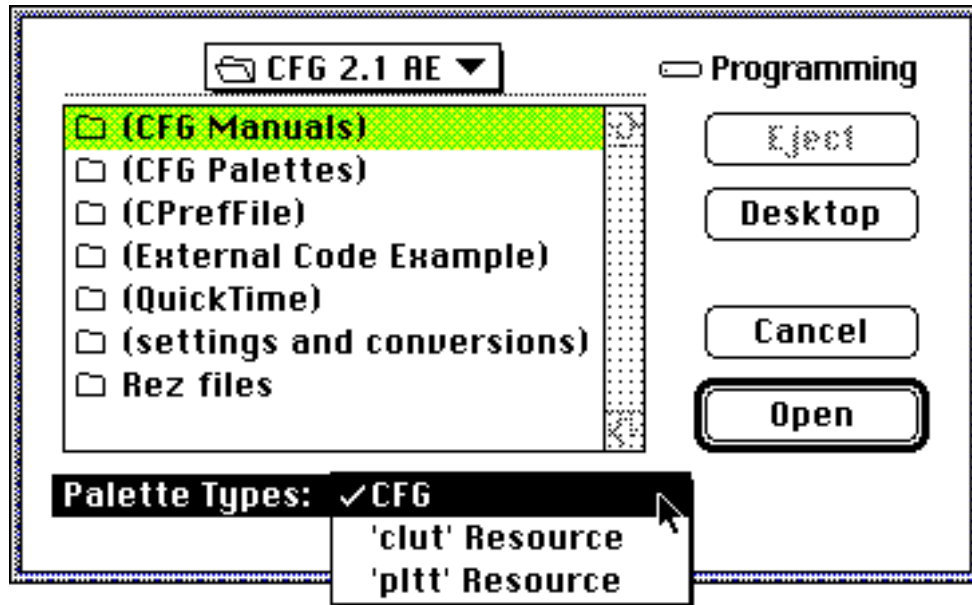 CFG 2.1 AE
Programming
(CFG Manuals)
(CFG Palettes)
(CPrefFile)
(External Code Example)
(QuickTime)
(settings and conversions)
Rez files
Eject
Desktop
Cancel
Open
Palette Types: ✓CFG
'clut' Resource
'pltt' Resource